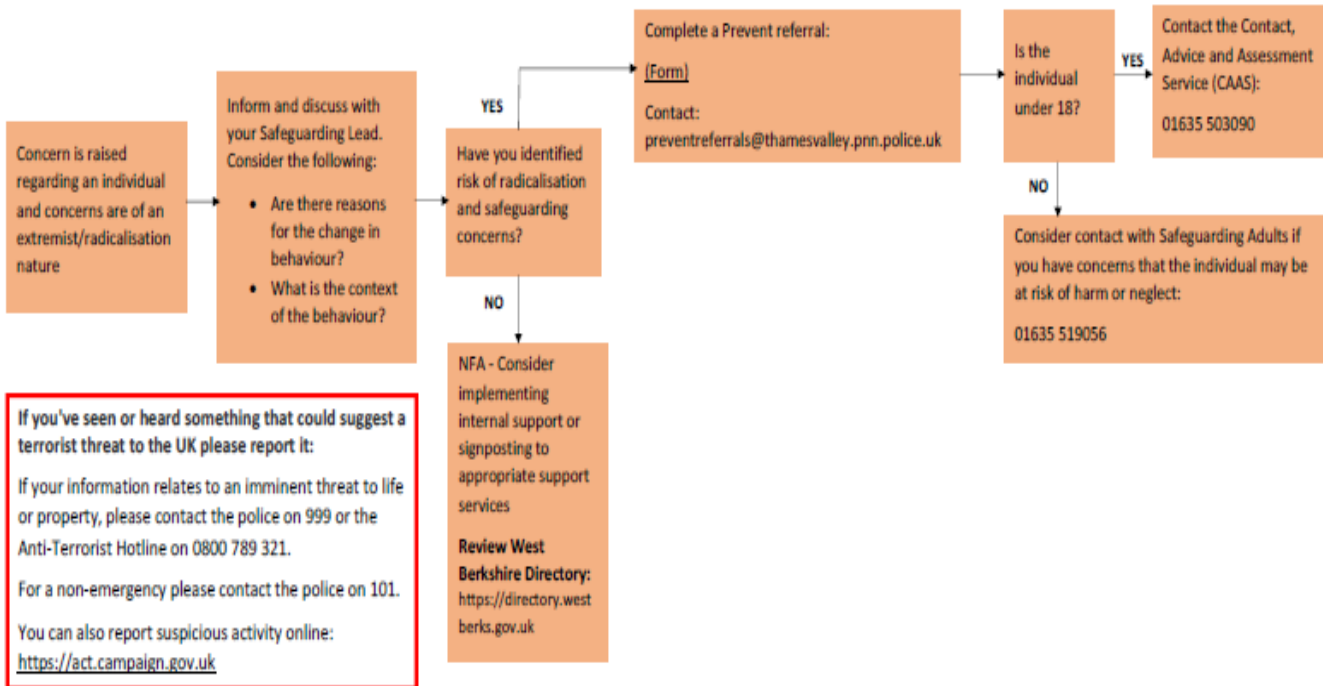 Concern is raised
regarding an individual
and concerns are of an
extremist/radicalisation
nature
Inform and discuss with
your Safeguarding Lead.
Consider the following:
• Are there reasons
for the change in
behaviour?
• What is the context
of the behaviour?
YES
Have you identified
risk of radicalisation
and safeguarding
concerns?
NO
NFA - Consider
implementing
internal support or
signposting to
appropriate support
services
Review West
Berkshire Directory:
https://directory.west
berks.gov.uk
Complete a Prevent referral:
(Form)
Contact:
preventreferrals@thamesvalley.pnn.police.uk
Is the
individual
under 18?
YES
Contact the Contact,
Advice and Assessment
Service (CAAS):
01635 503090
NO
Consider contact with Safeguarding Adults if
you have concerns that the individual may be
at risk of harm or neglect:
01635 519056
If you've seen or heard something that could suggest a
terrorist threat to the UK please report it:
If your information relates to an imminent threat to life
or property, please contact the police on 999 or the
Anti-Terrorist Hotline on 0800 789 321.
For a non-emergency please contact the police on 101.
You can also report suspicious activity online:
https://act.campaign.gov.uk